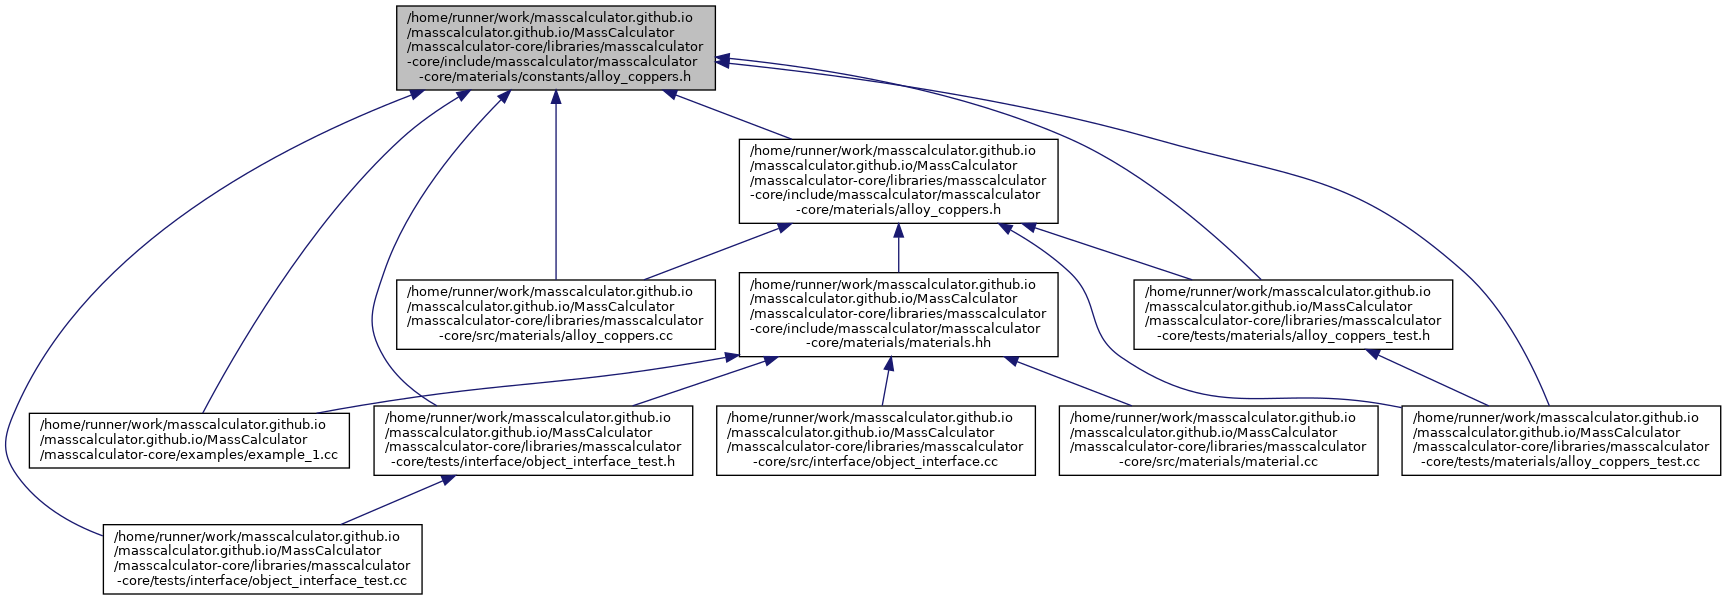 /home/runner/work/masscalculator.github.io
/masscalculator.github.io/MassCalculator
/masscalculator-core/libraries/masscalculator
-core/include/masscalculator/masscalculator
-core/materials/constants/alloy_coppers.h
/home/runner/work/masscalculator.github.io
/masscalculator.github.io/MassCalculator
/masscalculator-core/libraries/masscalculator
-core/include/masscalculator/masscalculator
-core/materials/alloy_coppers.h
/home/runner/work/masscalculator.github.io
/masscalculator.github.io/MassCalculator
/masscalculator-core/libraries/masscalculator
-core/src/materials/alloy_coppers.cc
/home/runner/work/masscalculator.github.io
/masscalculator.github.io/MassCalculator
/masscalculator-core/libraries/masscalculator
-core/include/masscalculator/masscalculator
-core/materials/materials.hh
/home/runner/work/masscalculator.github.io
/masscalculator.github.io/MassCalculator
/masscalculator-core/libraries/masscalculator
-core/tests/materials/alloy_coppers_test.h
/home/runner/work/masscalculator.github.io
/masscalculator.github.io/MassCalculator
/masscalculator-core/examples/example_1.cc
/home/runner/work/masscalculator.github.io
/masscalculator.github.io/MassCalculator
/masscalculator-core/libraries/masscalculator
-core/tests/interface/object_interface_test.h
/home/runner/work/masscalculator.github.io
/masscalculator.github.io/MassCalculator
/masscalculator-core/libraries/masscalculator
-core/src/interface/object_interface.cc
/home/runner/work/masscalculator.github.io
/masscalculator.github.io/MassCalculator
/masscalculator-core/libraries/masscalculator
-core/src/materials/material.cc
/home/runner/work/masscalculator.github.io
/masscalculator.github.io/MassCalculator
/masscalculator-core/libraries/masscalculator
-core/tests/materials/alloy_coppers_test.cc
/home/runner/work/masscalculator.github.io
/masscalculator.github.io/MassCalculator
/masscalculator-core/libraries/masscalculator
-core/tests/interface/object_interface_test.cc